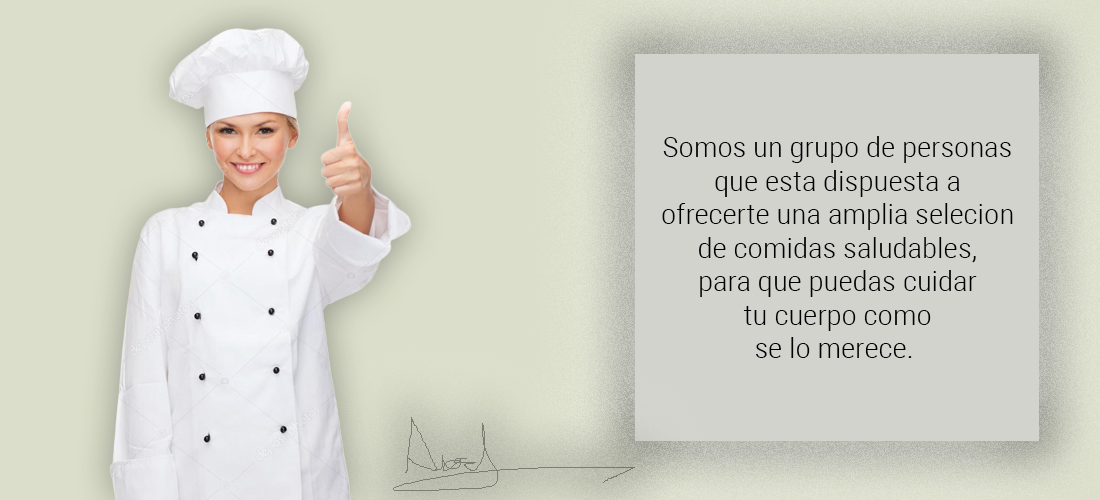 Somos un grupo de personas
que esta dispuesta a
ofrecerte una amplia selecion
de comidas saludables,
para que puedas cuidar
tu cuerpo como
se lo merece.